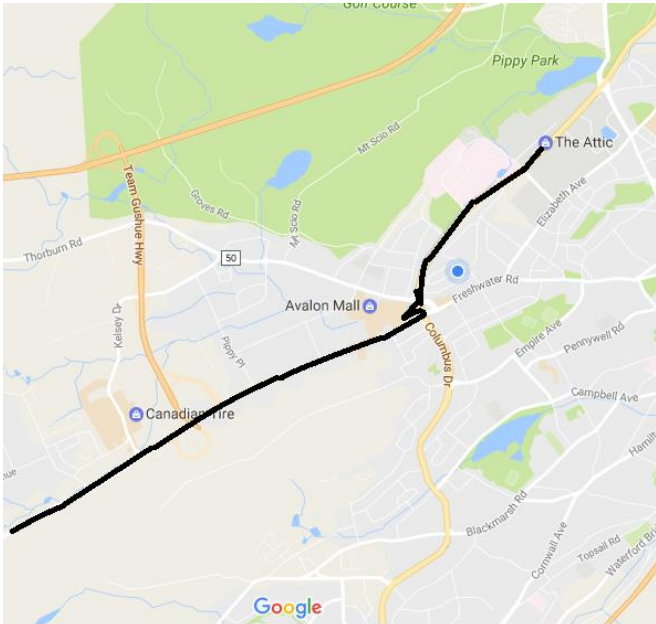 Golf Course
Pippy Park
The Attic
Mt Scio Rd
Elizabeth Ave
Team Gushue Hwy
Groves Rd
Mt Scio Rd
Thorburn Rd
50
Freshwater Rd
Avalon Mall
Kelsey Dr
Pippy Pl
Columbus Dr
Empire Ave
Pennywell Rd
Campbell Ave
Canadian Tire
Hamilt
nue
Blackmarsh Rd
Cornwall Ave
Topsail Rd
Waterford Bri
Google